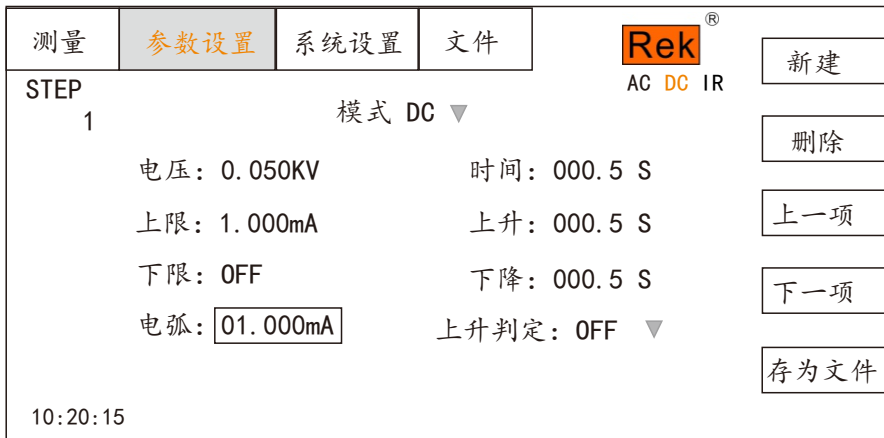 测量 参数设置 系统设置 文件 Rek®
AC DC IR
新建
STEP
1
模式 DC ▼
删除
电压：0.050KV 时间：000.5 S
上限：1.000mA 上升：000.5 S
上一项
下限：OFF 下降：000.5 S
下一项
电弧：01.000mA 上升判定：OFF ▼
存为文件
10:20:15